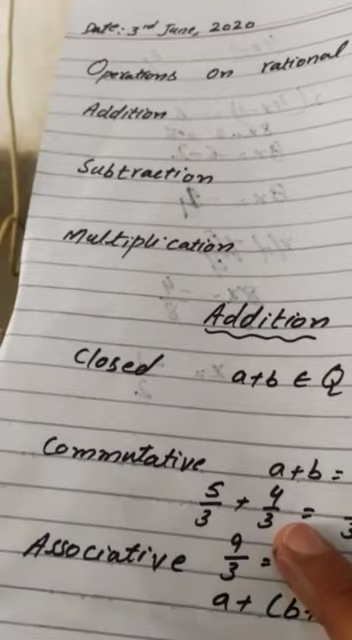 Date: 3rd June, 2020
Operations on rational
Addition
Subtraction
Multiplication
Addition
Closed a+b ∈ Q
Commutative a+b =
5/3 + 4/3 =
Associative 9/3 =
a + (b+